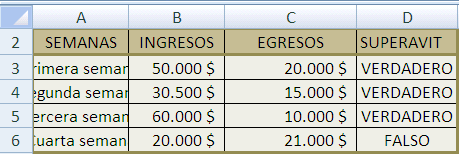 A B C D
2 SEMANAS INGRESOS EGRESOS SUPERAVIT
3 rimera seman 50.000 $ 20.000 $ VERDADERO
4 egunda seman 30.500 $ 15.000 $ VERDADERO
5 ercera seman 60.000 $ 10.000 $ VERDADERO
6 uarta seman 20.000 $ 21.000 $ FALSO